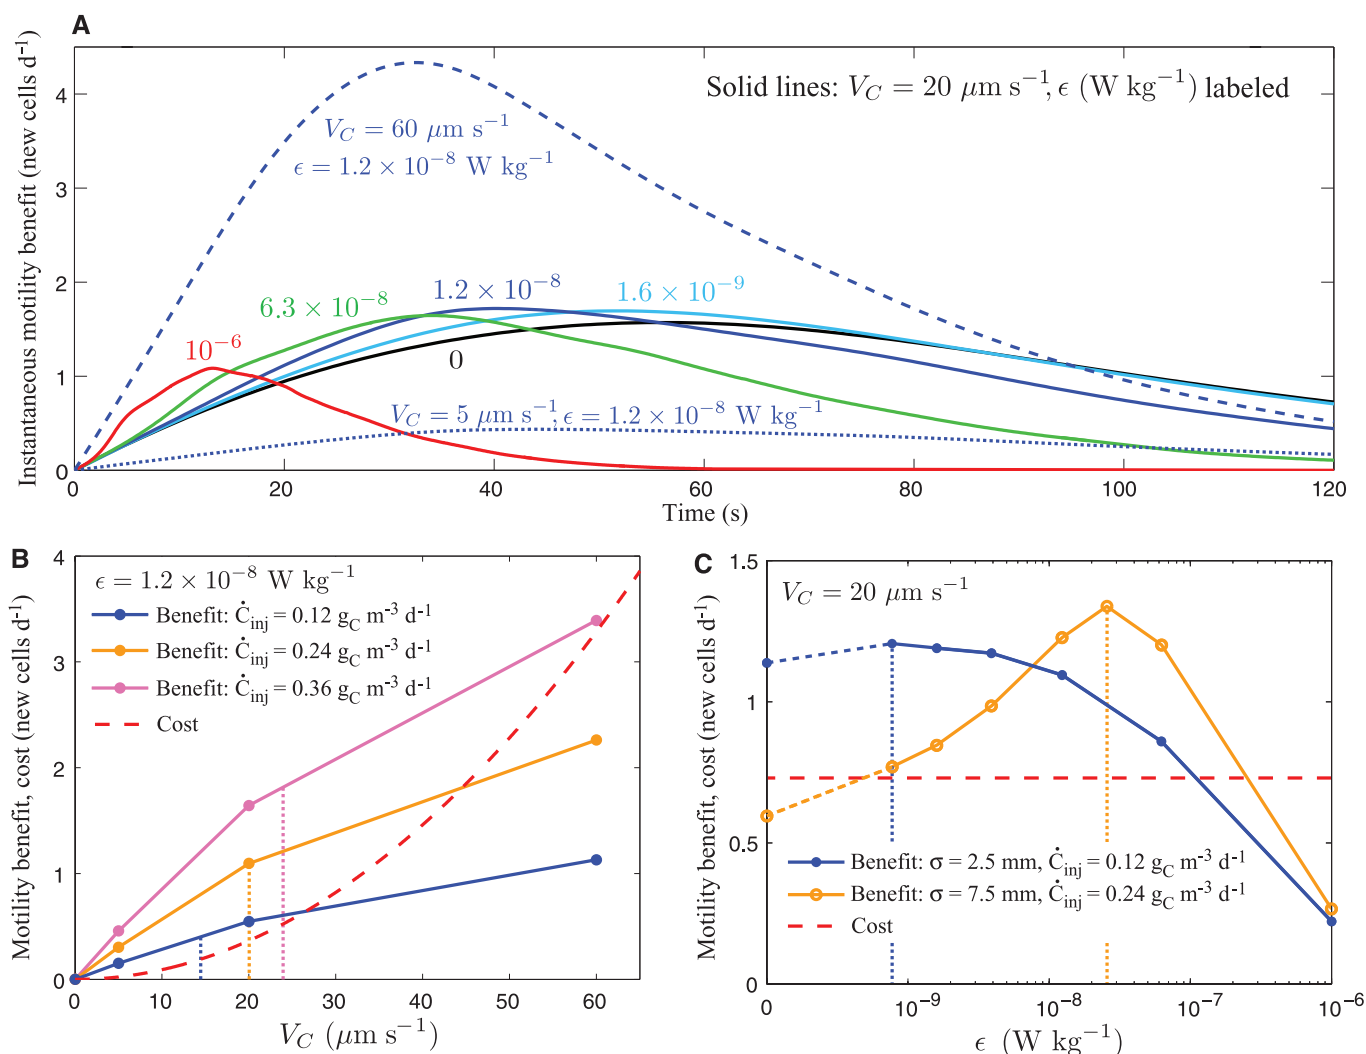 A
Instantaneous motility benefit (new cells d⁻¹)
Solid lines: V_C = 20 μm s⁻¹, ϵ (W kg⁻¹) labeled
V_C = 60 μm s⁻¹
ϵ = 1.2 × 10⁻⁸ W kg⁻¹
10⁻⁶
6.3 × 10⁻⁸
1.2 × 10⁻⁸
1.6 × 10⁻⁹
0
V_C = 5 μm s⁻¹, ϵ = 1.2 × 10⁻⁸ W kg⁻¹
4
3
2
1
0
0 20 40 60 80 100 120
Time (s)
B
Motility benefit, cost (new cells d⁻¹)
ϵ = 1.2 × 10⁻⁸ W kg⁻¹
Benefit: Ċ_inj = 0.12 g_C m⁻³ d⁻¹
Benefit: Ċ_inj = 0.24 g_C m⁻³ d⁻¹
Benefit: Ċ_inj = 0.36 g_C m⁻³ d⁻¹
Cost
4
3
2
1
0
0 10 20 30 40 50 60
V_C (μm s⁻¹)
C
Motility benefit, cost (new cells d⁻¹)
V_C = 20 μm s⁻¹
1.5
1
0.5
0
Benefit: σ = 2.5 mm, Ċ_inj = 0.12 g_C m⁻³ d⁻¹
Benefit: σ = 7.5 mm, Ċ_inj = 0.24 g_C m⁻³ d⁻¹
Cost
0 10⁻⁹ 10⁻⁸ 10⁻⁷ 10⁻⁶
ϵ (W kg⁻¹)